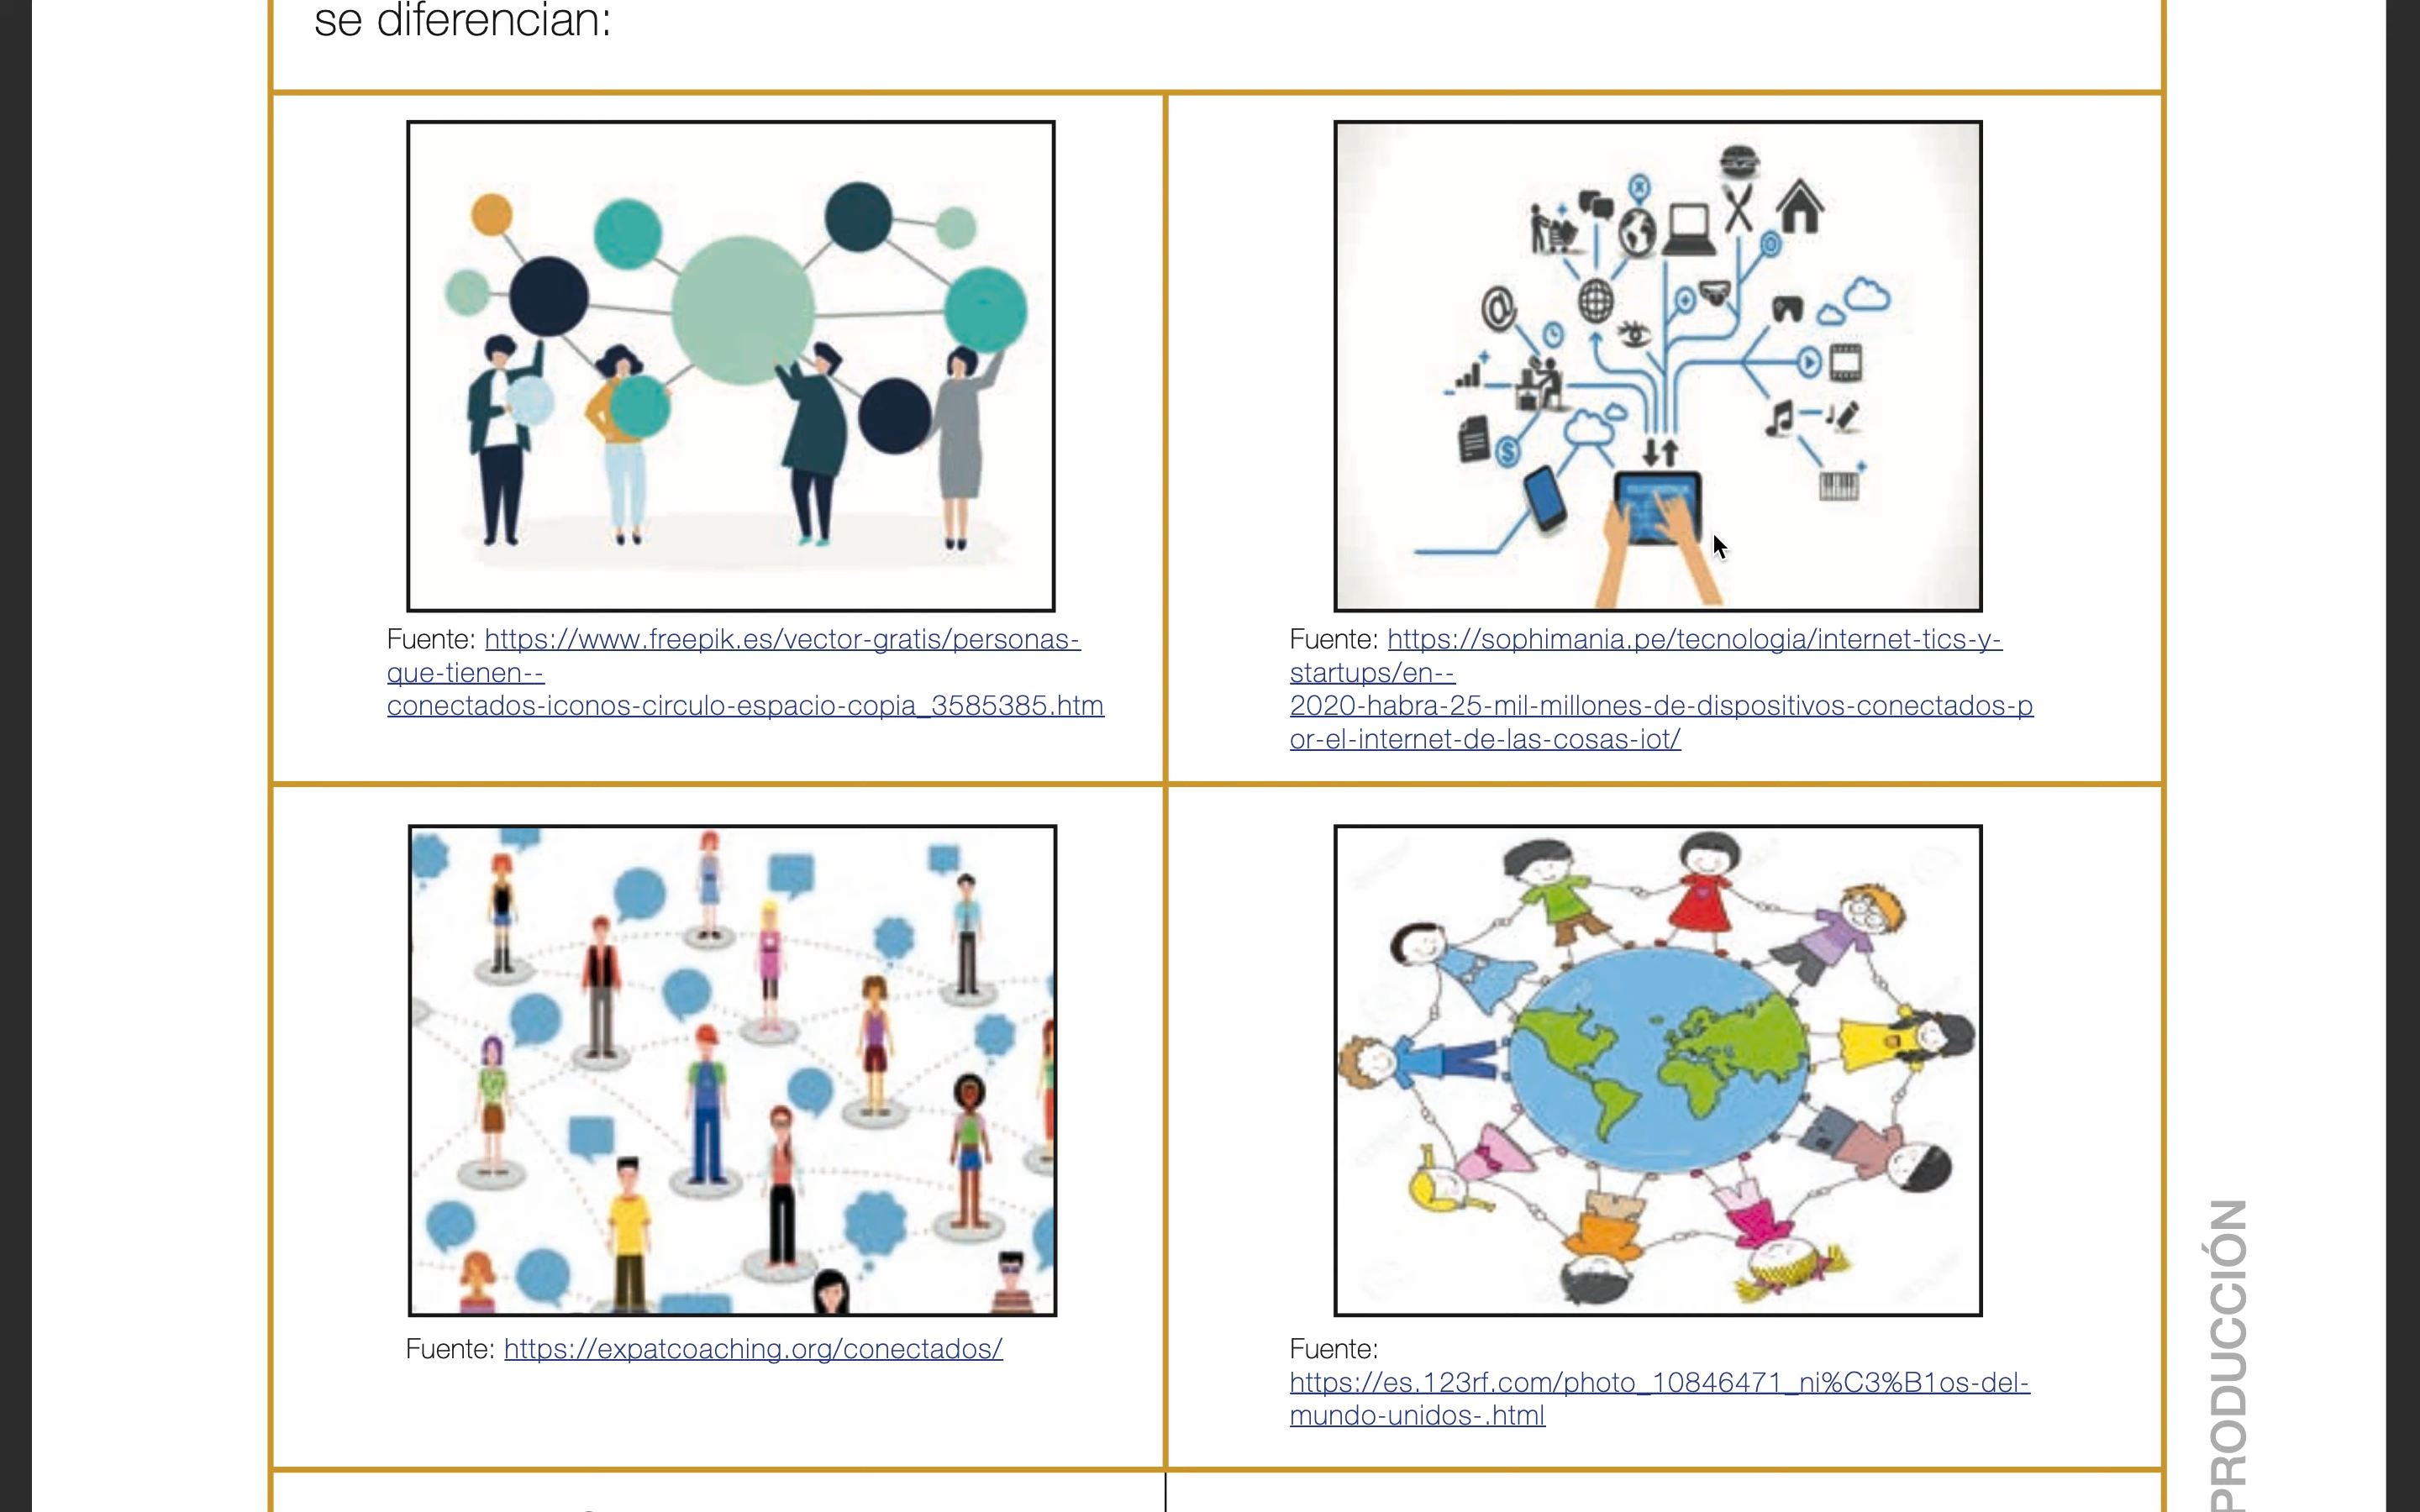 se diferencian:
Fuente: https://www.freepik.es/vector-gratis/personas-
que-tienen--
conectados-iconos-circulo-espacio-copia_3585385.htm
Fuente: https://sophimania.pe/tecnologia/internet-tics-y-
startups/en--
2020-habra-25-mil-millones-de-dispositivos-conectados-p
or-el-internet-de-las-cosas-iot/
Fuente: https://expatcoaching.org/conectados/
Fuente:
https://es.123rf.com/photo_10846471_ni%C3%B1os-del-
mundo-unidos-.html
PRODUCCIÓN